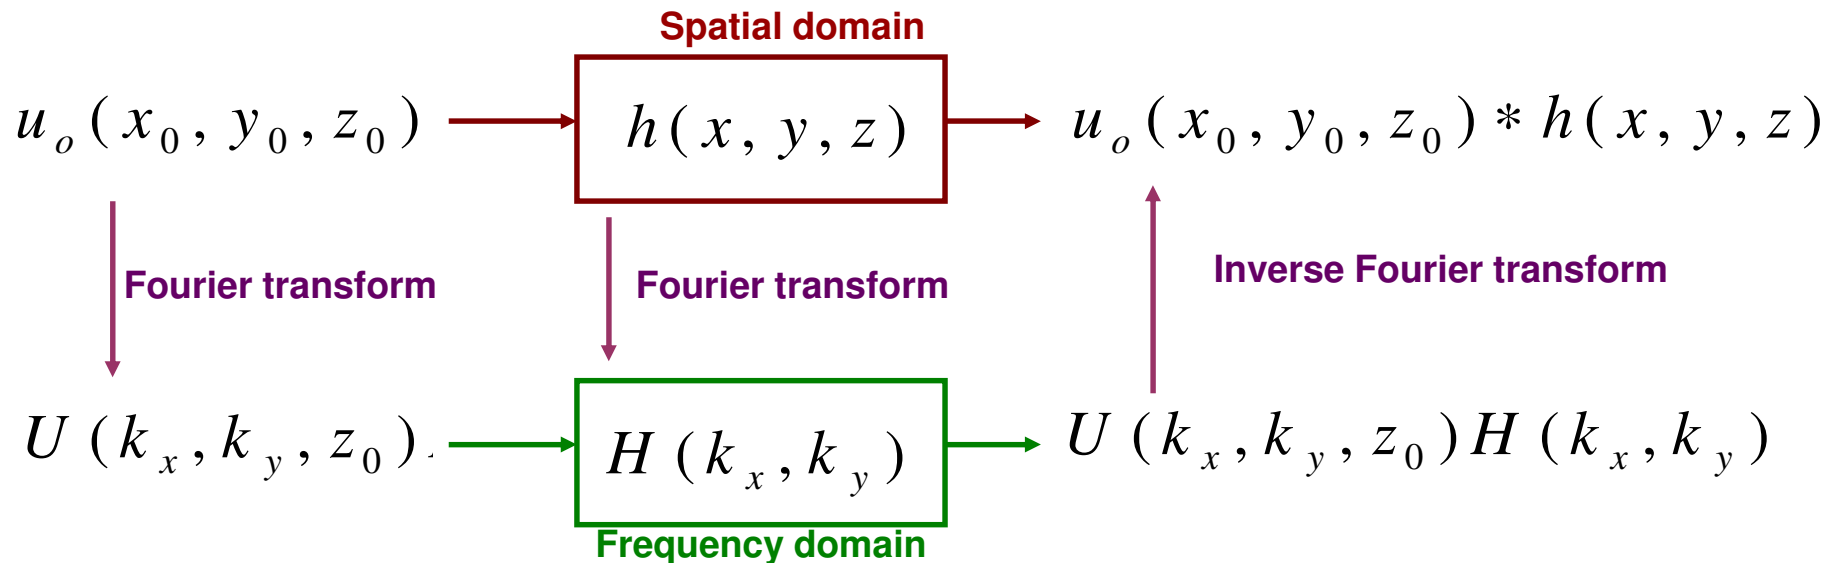 Spatial domain
u_o(x_0, y_0, z_0) h(x, y, z) u_o(x_0, y_0, z_0) * h(x, y, z)
Fourier transform Fourier transform Inverse Fourier transform
U(k_x, k_y, z_0). H(k_x, k_y) U(k_x, k_y, z_0)H(k_x, k_y)
Frequency domain